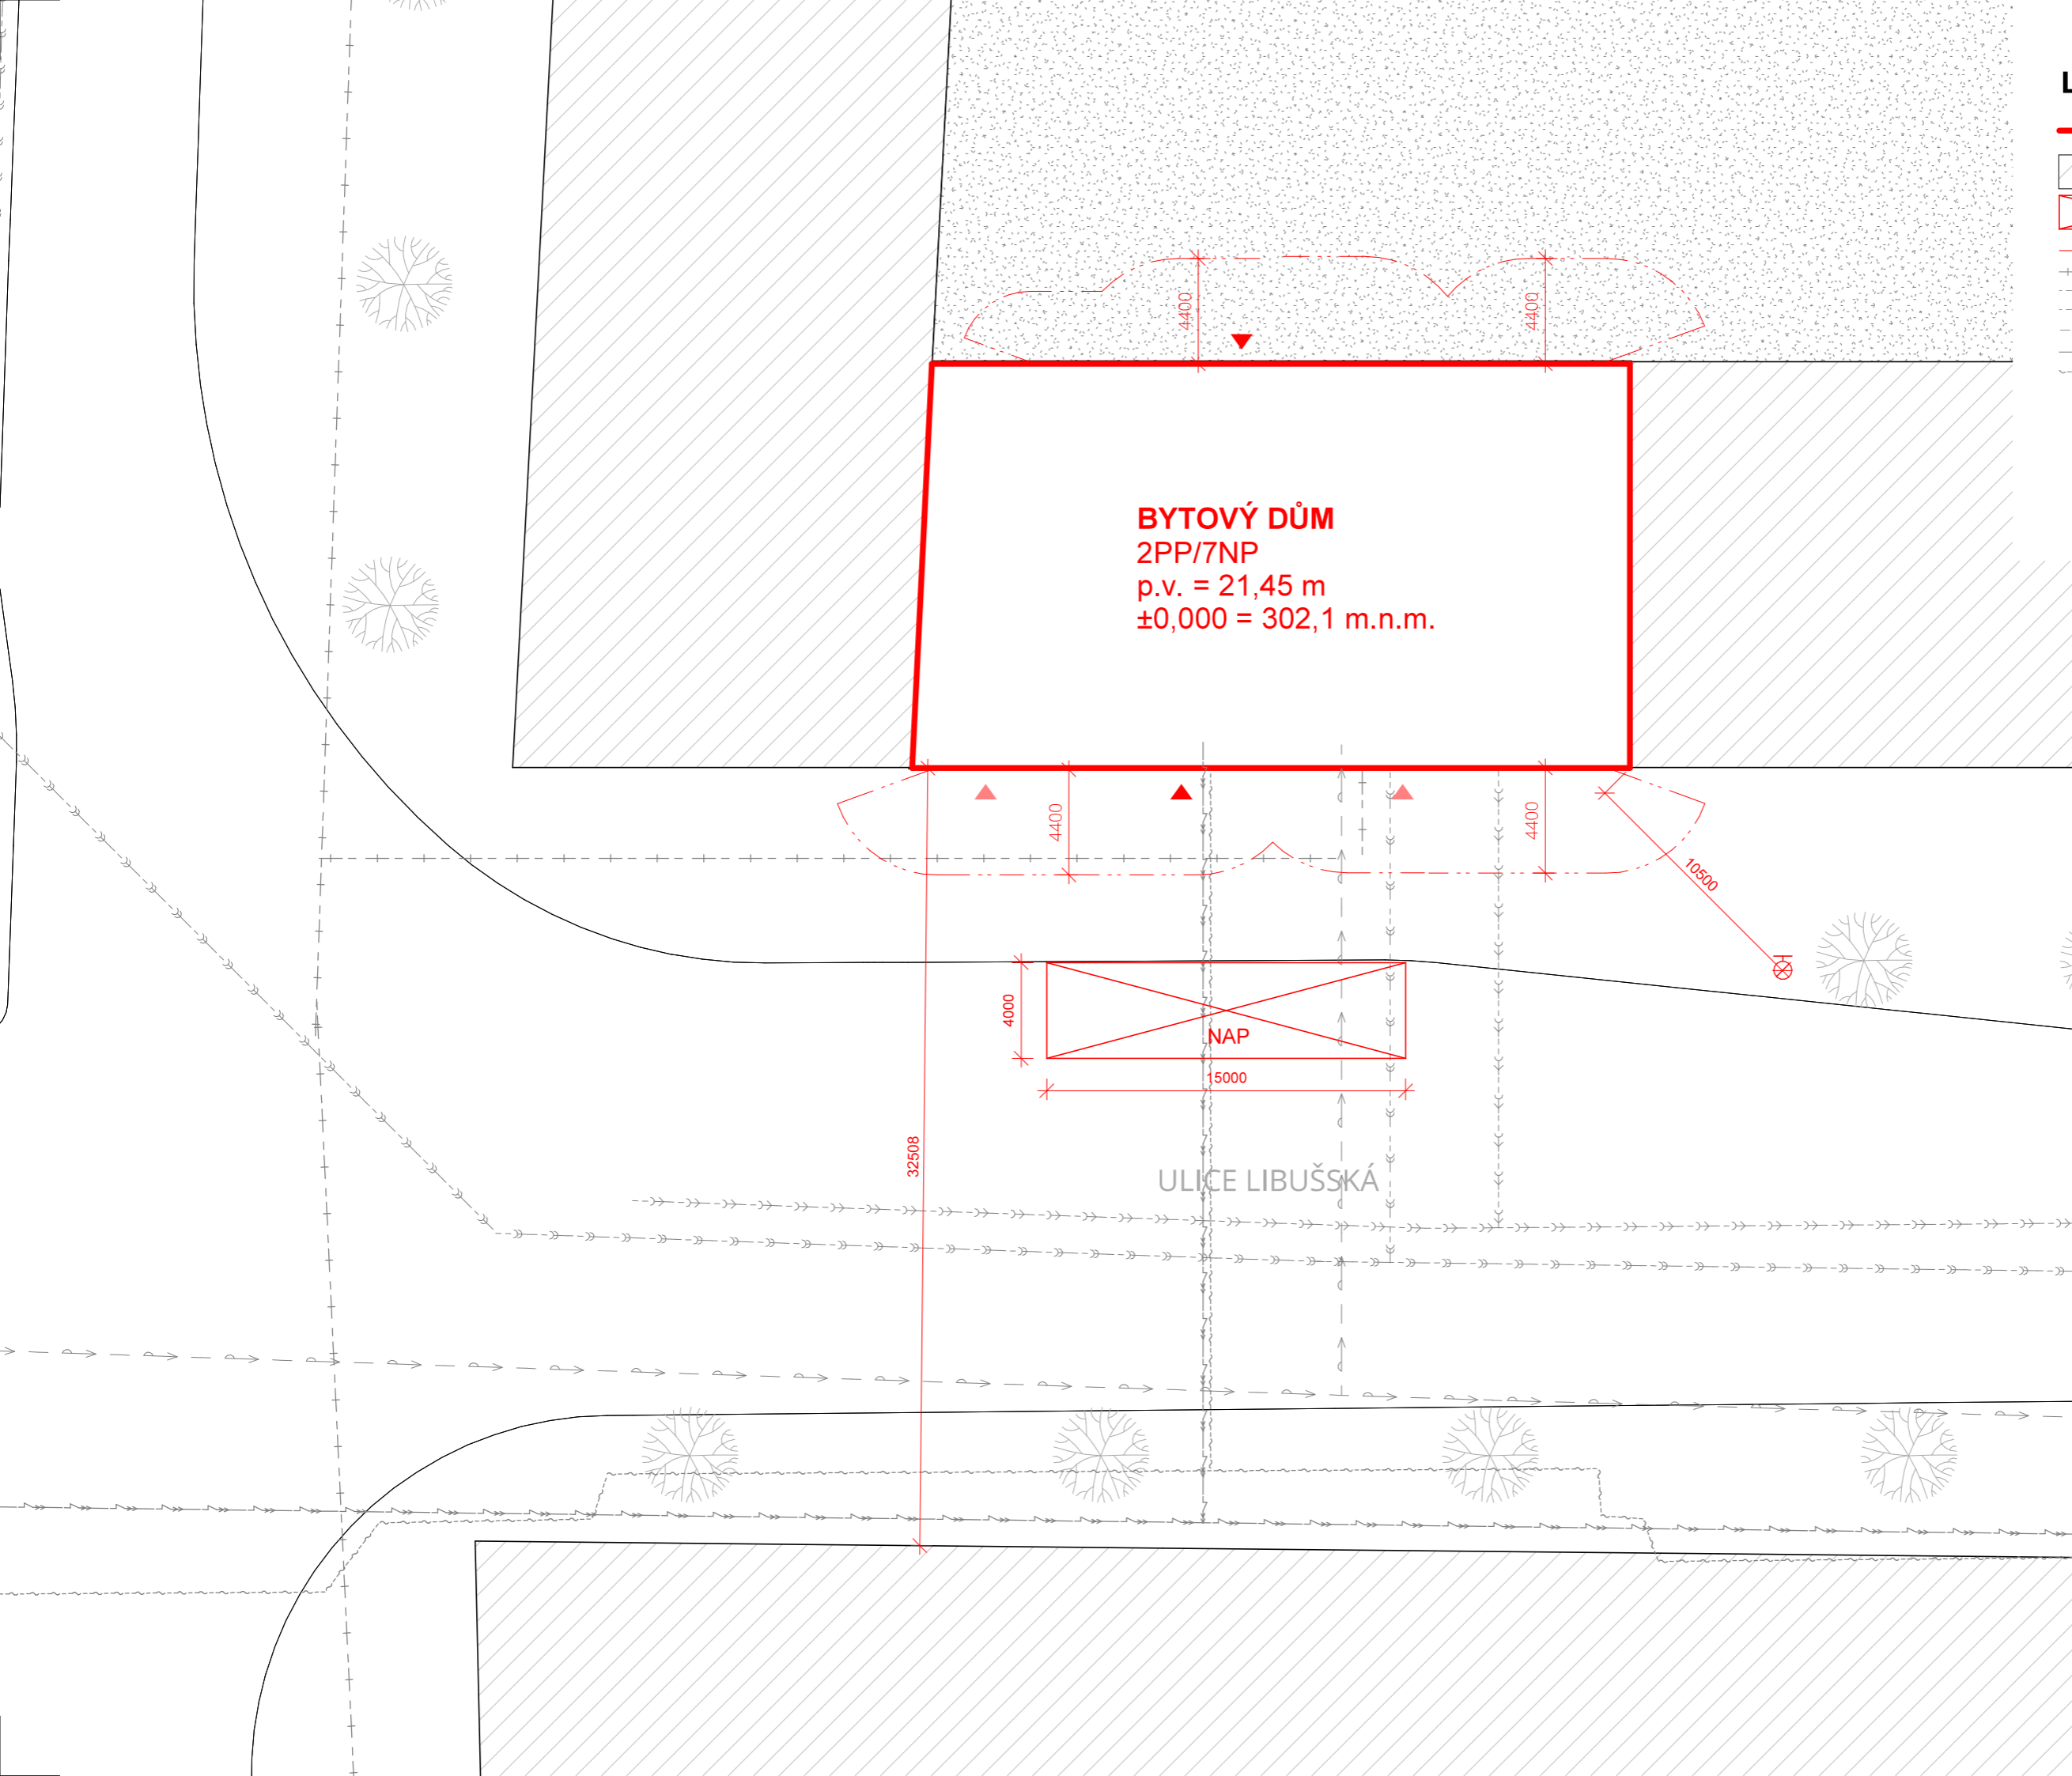 L
4400
4400
BYTOVÝ DŮM
2PP/7NP
p.v. = 21,45 m
±0,000 = 302,1 m.n.m.
4400
4400
10500
4000
NAP
15000
32508
ULICE LIBUŠSKÁ